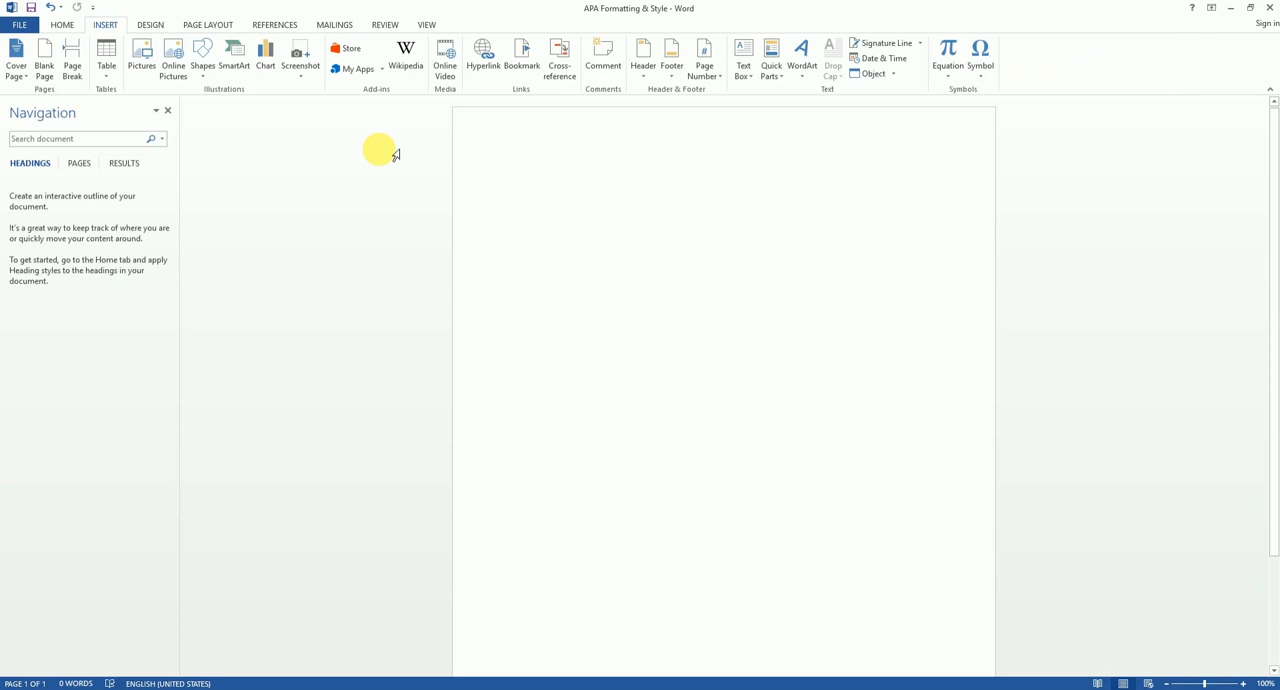 APA Formatting & Style - Word
Sign in
FILE HOME INSERT DESIGN PAGE LAYOUT REFERENCES MAILINGS REVIEW VIEW
Cover Page
Blank Page
Page Break
Pages
Table
Tables
Pictures
Online Pictures
Shapes
SmartArt
Chart
Screenshot
Illustrations
Store
My Apps
Wikipedia
Add-ins
Online Video
Media
Hyperlink
Bookmark
Cross-reference
Links
Comment
Comments
Header
Footer
Page Number
Header & Footer
Text Box
Quick Parts
WordArt
Drop Cap
Signature Line
Date & Time
Object
Text
Equation
Symbol
Symbols
Navigation
Search document
HEADINGS PAGES RESULTS
Create an interactive outline of your
document.
It's a great way to keep track of where you are
or quickly move your content around.
To get started, go to the Home tab and apply
Heading styles to the headings in your
document.
PAGE 1 OF 1 0 WORDS ENGLISH (UNITED STATES) 100%